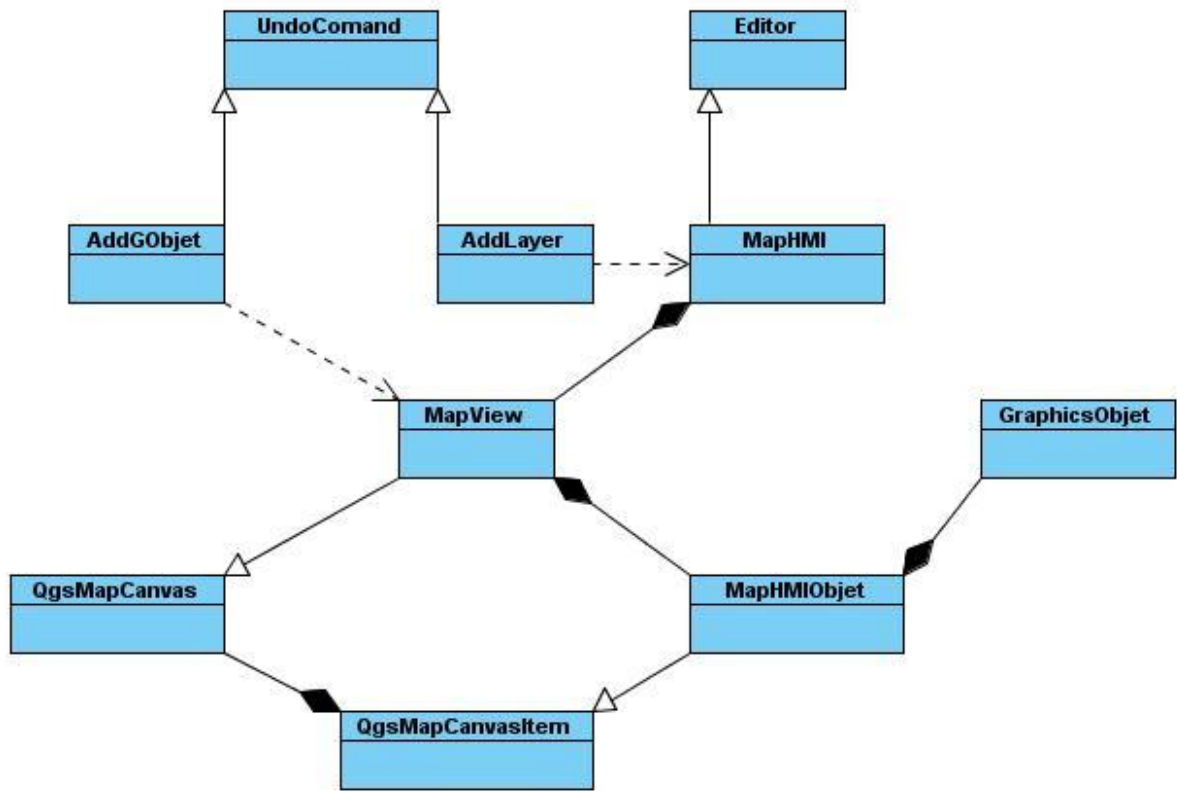 UndoComand
Editor
AddGObjet
AddLayer
MapHMI
MapView
GraphicsObjet
QgsMapCanvas
MapHMIObjet
QgsMapCanvasItem